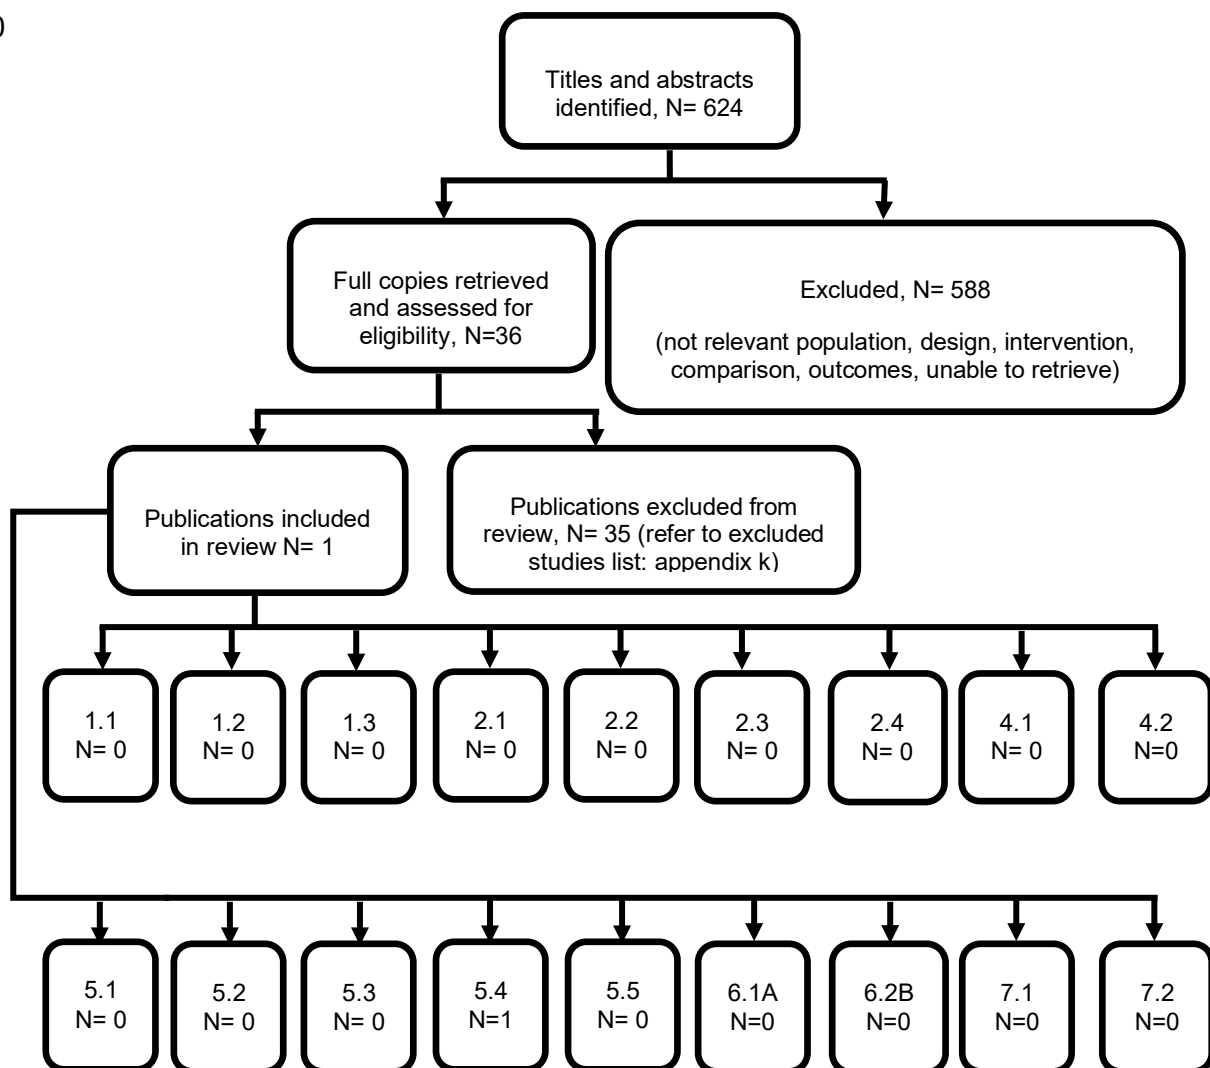 )
Titles and abstracts
identified, N= 624
Full copies retrieved
and assessed for
eligibility, N=36
Excluded, N= 588
(not relevant population, design, intervention,
comparison, outcomes, unable to retrieve)
Publications included
in review N= 1
Publications excluded from
review, N= 35 (refer to excluded
studies list: appendix k)
1.1
N= 0
1.2
N= 0
1.3
N= 0
2.1
N= 0
2.2
N= 0
2.3
N= 0
2.4
N= 0
4.1
N= 0
4.2
N=0
5.1
N= 0
5.2
N= 0
5.3
N= 0
5.4
N=1
5.5
N= 0
6.1A
N=0
6.2B
N=0
7.1
N=0
7.2
N=0